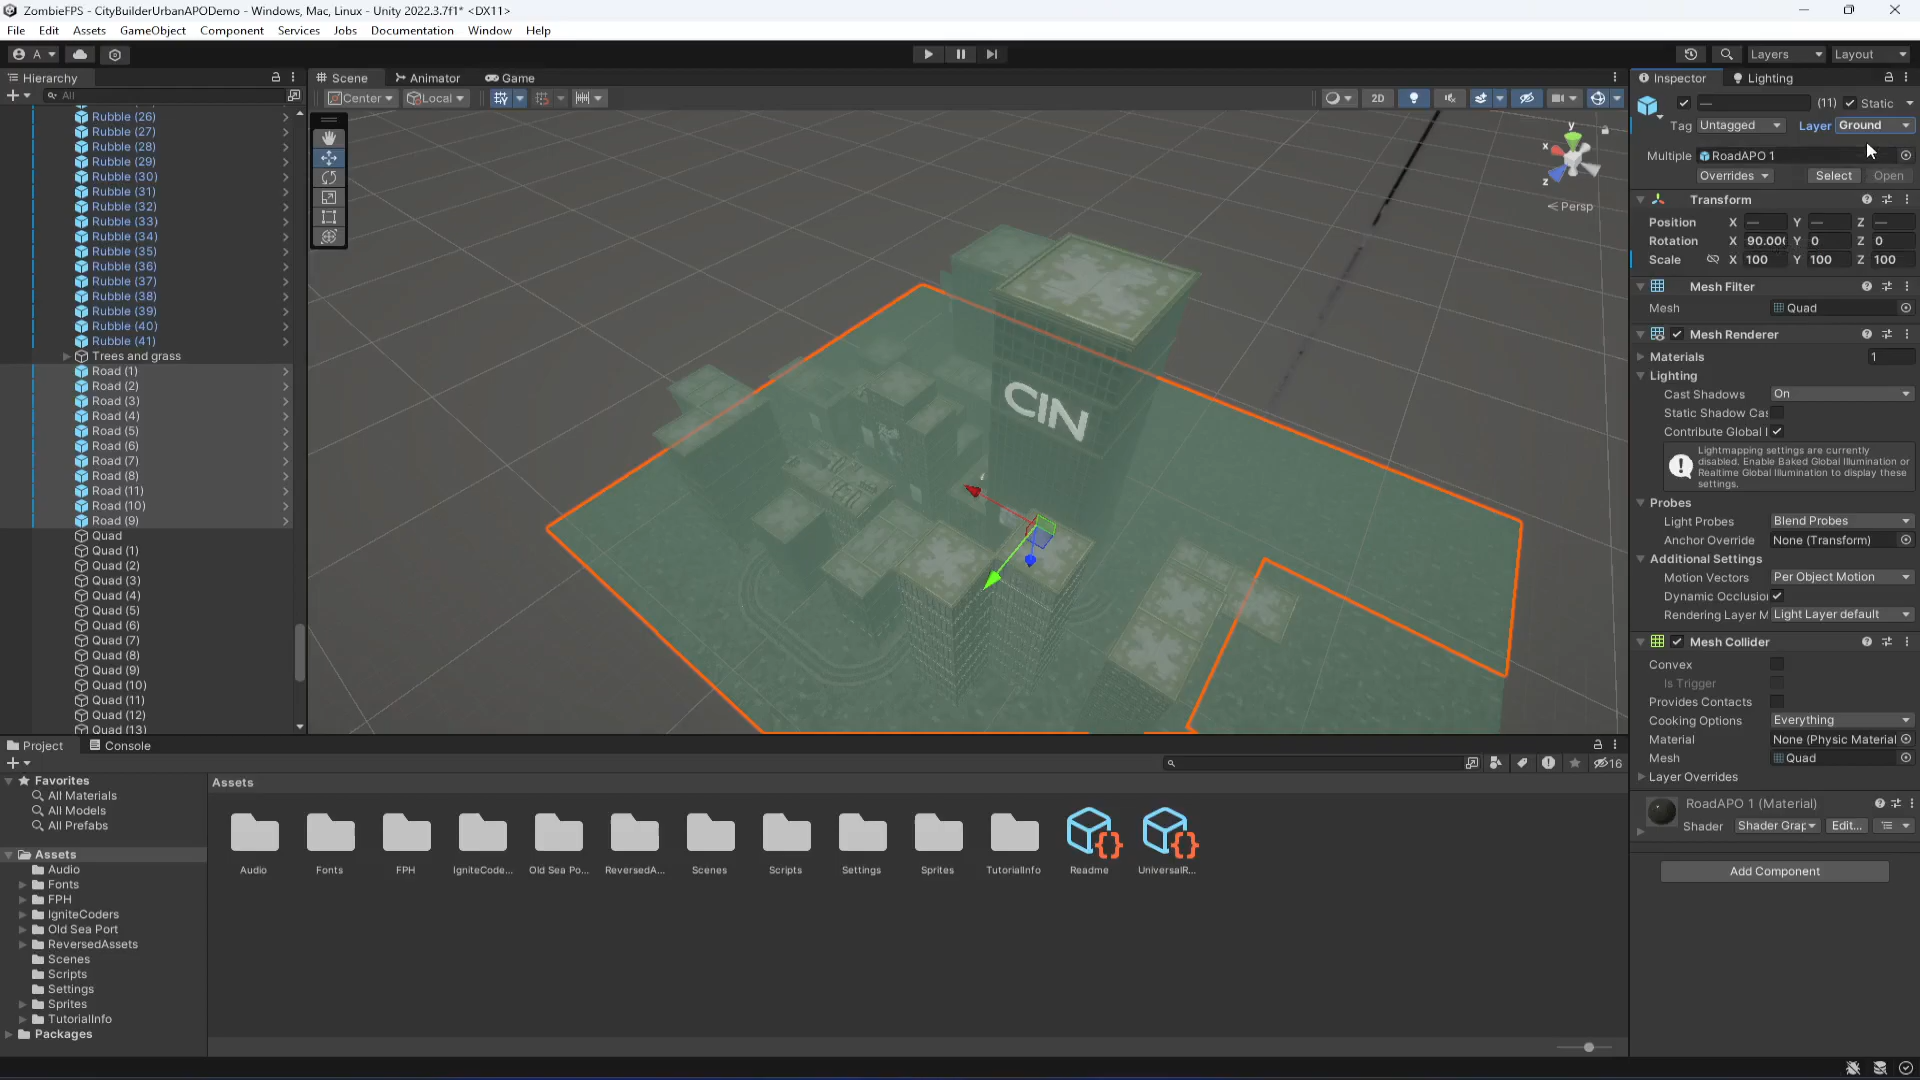 ZombieFPS - CityBuilderUrbanAPODemo - Windows, Mac, Linux - Unity 2022.3.7f1* <DX11>
File Edit Assets GameObject Component Services Jobs Documentation Window Help
A Layers Layout
Hierarchy Scene Animator Game Inspector Lighting
All Center Local 2D
Rubble (26)
Rubble (27)
Rubble (28)
Rubble (29)
Rubble (30)
Rubble (31)
Rubble (32)
Rubble (33)
Rubble (34)
Rubble (35)
Rubble (36)
Rubble (37)
Rubble (38)
Rubble (39)
Rubble (40)
Rubble (41)
Trees and grass
Road (1)
Road (2)
Road (3)
Road (4)
Road (5)
Road (6)
Road (7)
Road (8)
Road (11)
Road (10)
Road (9)
Quad
Quad (1)
Quad (2)
Quad (3)
Quad (4)
Quad (5)
Quad (6)
Quad (7)
Quad (8)
Quad (9)
Quad (10)
Quad (11)
Quad (12)
Quad (13)
y
x
z
Persp
CIN
— (11) Static
Tag Untagged Layer Ground
Multiple RoadAPO 1
Overrides Select Open
Transform
Position X — Y — Z —
Rotation X 90.000 Y 0 Z 0
Scale X 100 Y 100 Z 100
Mesh Filter
Mesh Quad
Mesh Renderer
Materials 1
Lighting
Cast Shadows On
Static Shadow Cas
Contribute Global I
Lightmapping settings are currently
disabled. Enable Baked Global Illumination or
Realtime Global Illumination to display these
settings.
Probes
Light Probes Blend Probes
Anchor Override None (Transform)
Additional Settings
Motion Vectors Per Object Motion
Dynamic Occlusion
Rendering Layer M Light Layer default
Mesh Collider
Convex
Is Trigger
Provides Contacts
Cooking Options Everything
Material None (Physic Material
Mesh Quad
Layer Overrides
RoadAPO 1 (Material)
Shader Shader Grap Edit...
Add Component
Project Console
16
Favorites
All Materials
All Models
All Prefabs
Assets
Audio
Fonts
FPH
IgniteCoders
Old Sea Port
ReversedAssets
Scenes
Scripts
Settings
Sprites
TutorialInfo
Packages
Assets
Audio Fonts FPH IgniteCode... Old Sea Po... ReversedA... Scenes Scripts Settings Sprites TutorialInfo Readme UniversalR...